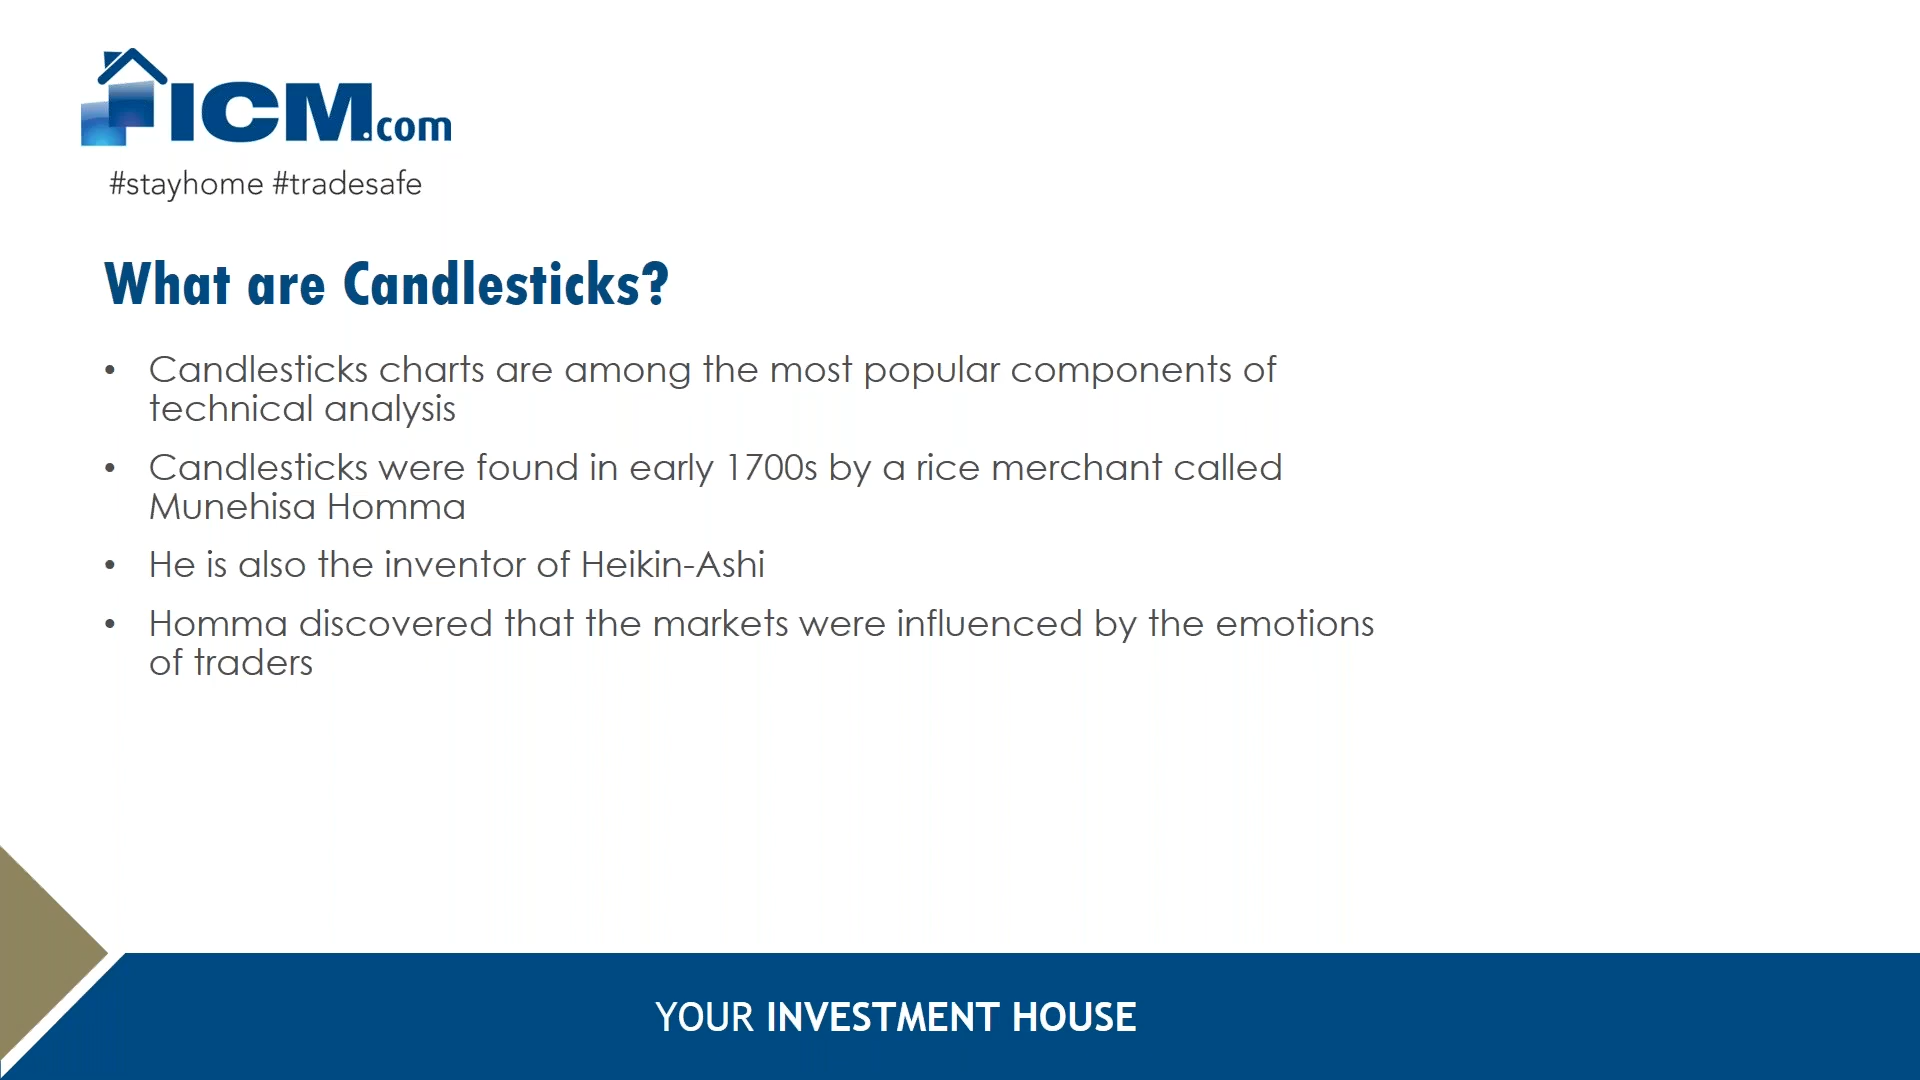 ICM.com
#stayhome #tradesafe
What are Candlesticks?
• Candlesticks charts are among the most popular components of
technical analysis
• Candlesticks were found in early 1700s by a rice merchant called
Munehisa Homma
• He is also the inventor of Heikin-Ashi
• Homma discovered that the markets were influenced by the emotions
of traders
YOUR INVESTMENT HOUSE